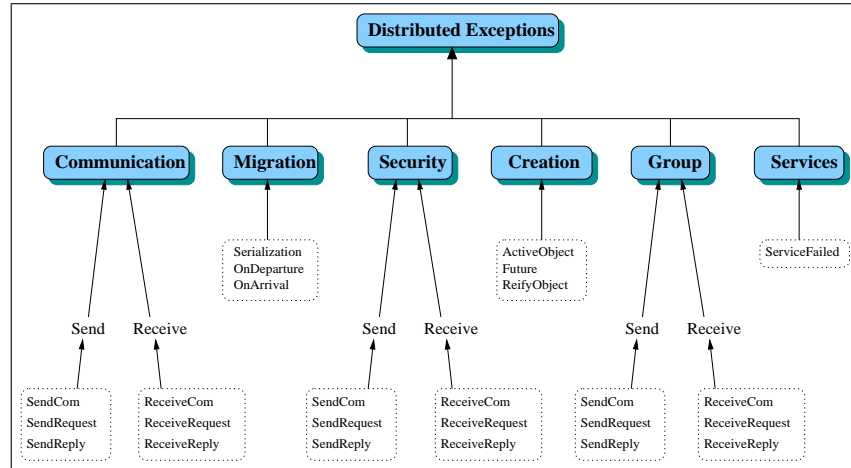 Distributed Exceptions
Communication
Migration
Security
Creation
Group
Services
Serialization
OnDeparture
OnArrival
ActiveObject
Future
ReifyObject
ServiceFailed
Send
Receive
Send
Receive
Send
Receive
SendCom
SendRequest
SendReply
ReceiveCom
ReceiveRequest
ReceiveReply
SendCom
SendRequest
SendReply
ReceiveCom
ReceiveRequest
ReceiveReply
SendCom
SendRequest
SendReply
ReceiveCom
ReceiveRequest
ReceiveReply